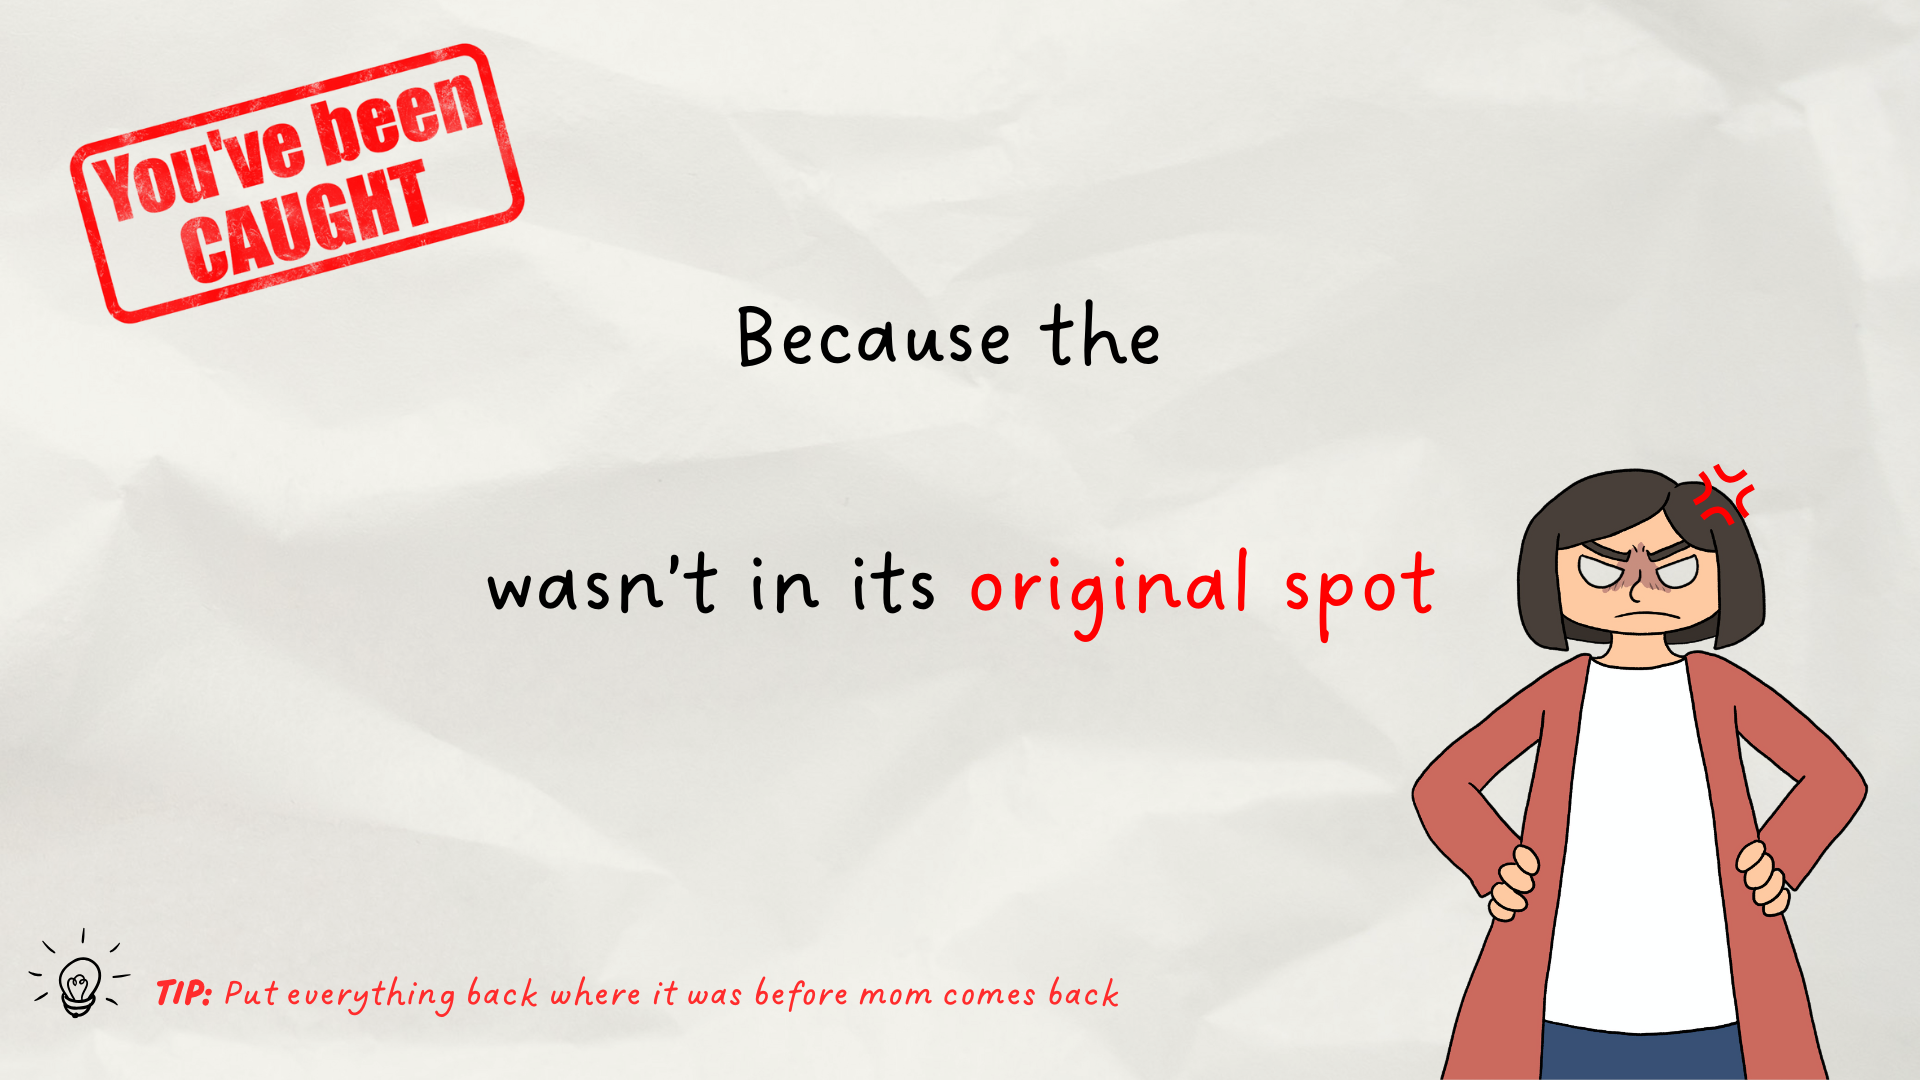 You've been
CAUGHT
Because the
wasn't in its original spot
TIP: Put everything back where it was before mom comes back